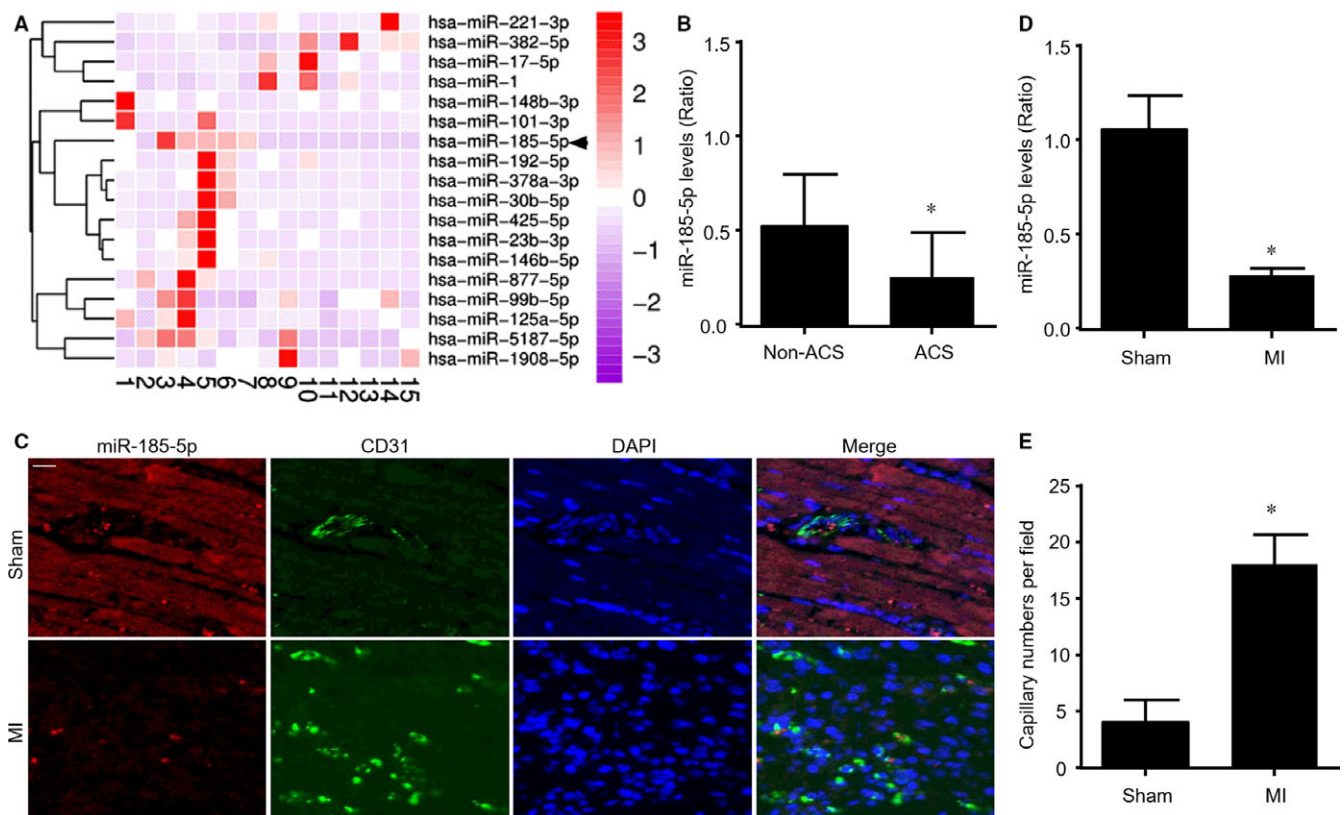 A
hsa-miR-221-3p
hsa-miR-382-5p
hsa-miR-17-5p
hsa-miR-1
hsa-miR-148b-3p
hsa-miR-101-3p
hsa-miR-185-5p
hsa-miR-192-5p
hsa-miR-378a-3p
hsa-miR-30b-5p
hsa-miR-425-5p
hsa-miR-23b-3p
hsa-miR-146b-5p
hsa-miR-877-5p
hsa-miR-99b-5p
hsa-miR-125a-5p
hsa-miR-5187-5p
hsa-miR-1908-5p
1 2 3 4 5 6 7 8 9 10 11 12 13 14 15
3
2
1
0
-1
-2
-3
B
miR-185-5p levels (Ratio)
1.5
1.0
0.5
0.0
*
Non-ACS ACS
D
miR-185-5p levels (Ratio)
1.5
1.0
0.5
0.0
*
Sham MI
C
miR-185-5p CD31 DAPI Merge
Sham
MI
E
Capillary numbers per field
25
20
15
10
5
0
*
Sham MI